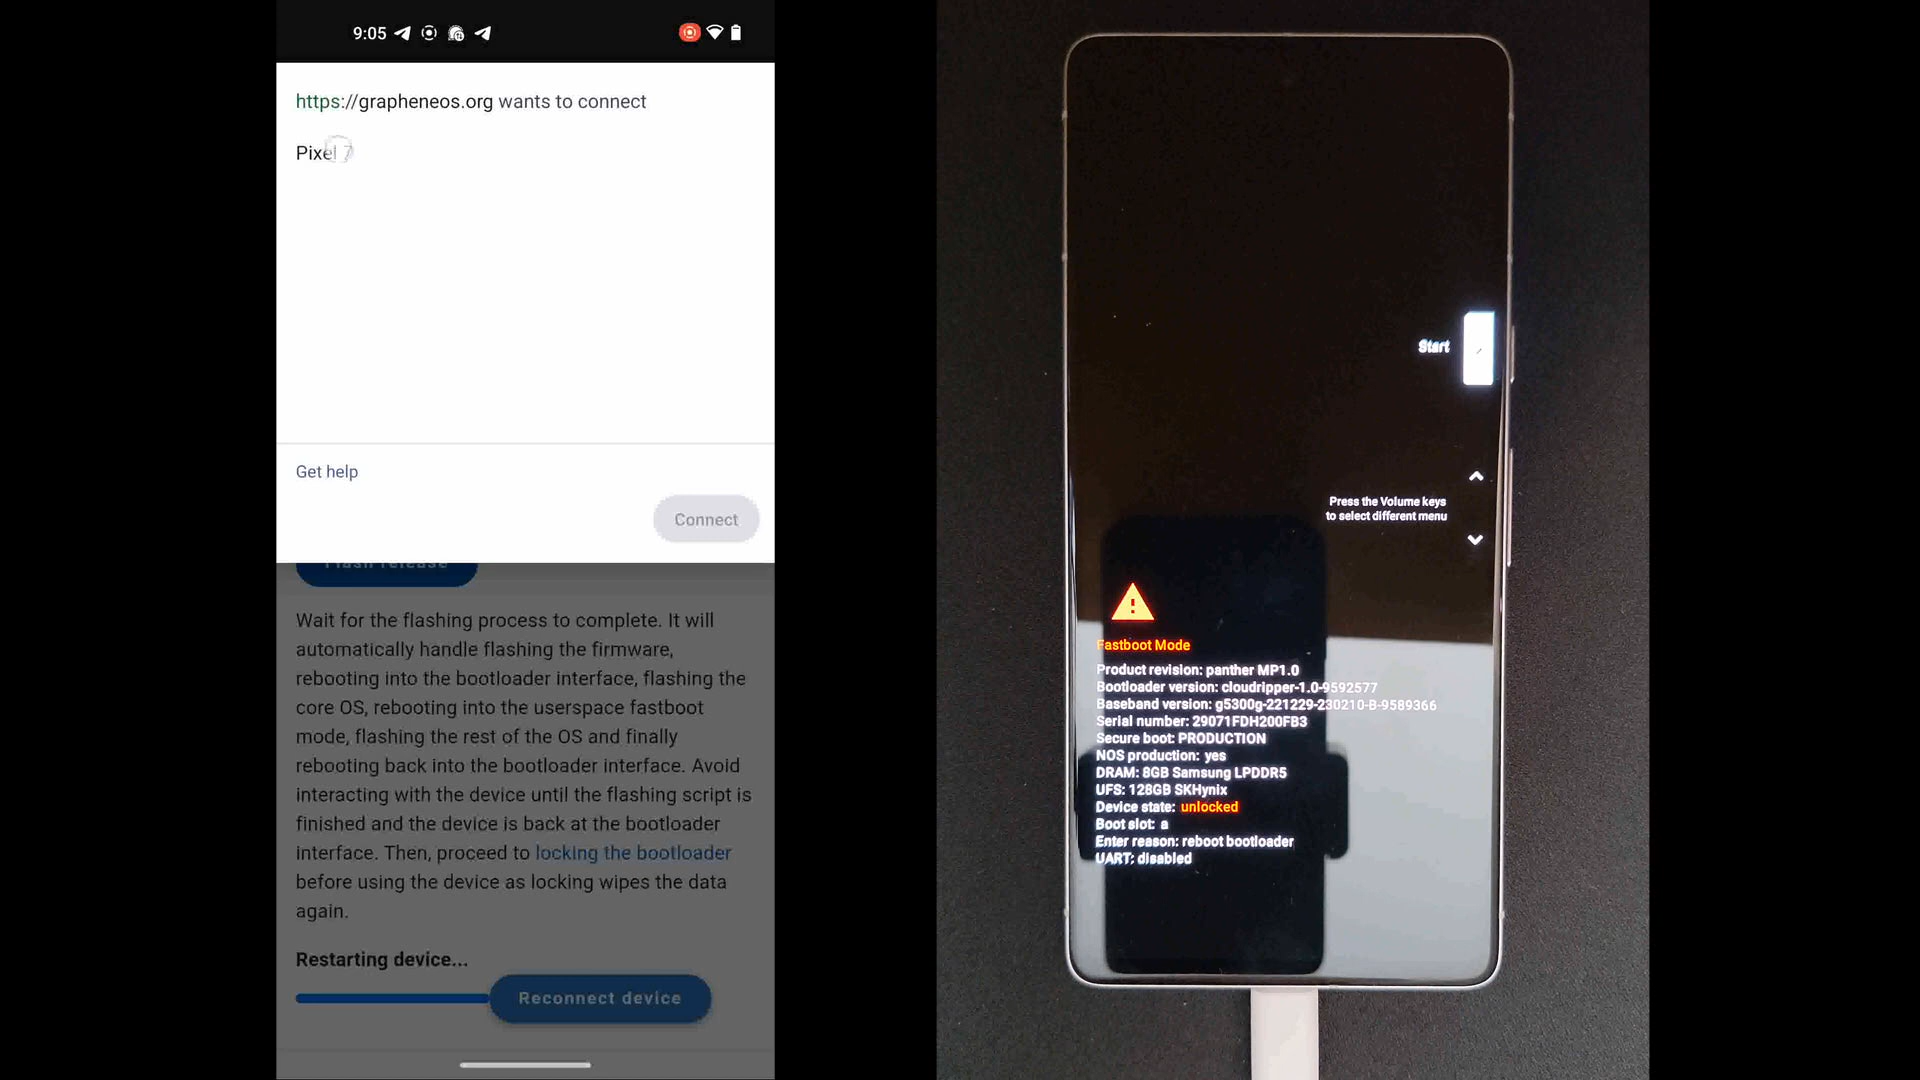 9:05
https://grapheneos.org wants to connect
Pixel 7
Get help
Connect
Flash release
Wait for the flashing process to complete. It will
automatically handle flashing the firmware,
rebooting into the bootloader interface, flashing the
core OS, rebooting into the userspace fastboot
mode, flashing the rest of the OS and finally
rebooting back into the bootloader interface. Avoid
interacting with the device until the flashing script is
finished and the device is back at the bootloader
interface. Then, proceed to locking the bootloader
before using the device as locking wipes the data
again.
Restarting device...
Reconnect device
Start
Press the Volume keys
to select different menu
Fastboot Mode
Product revision: panther MP1.0
Bootloader version: cloudripper-1.0-9592577
Baseband version: g5300g-221229-230210-B-9589366
Serial number: 29071FDH200FB3
Secure boot: PRODUCTION
NOS production: yes
DRAM: 8GB Samsung LPDDR5
UFS: 128GB SKHynix
Device state: unlocked
Boot slot: a
Enter reason: reboot bootloader
UART: disabled